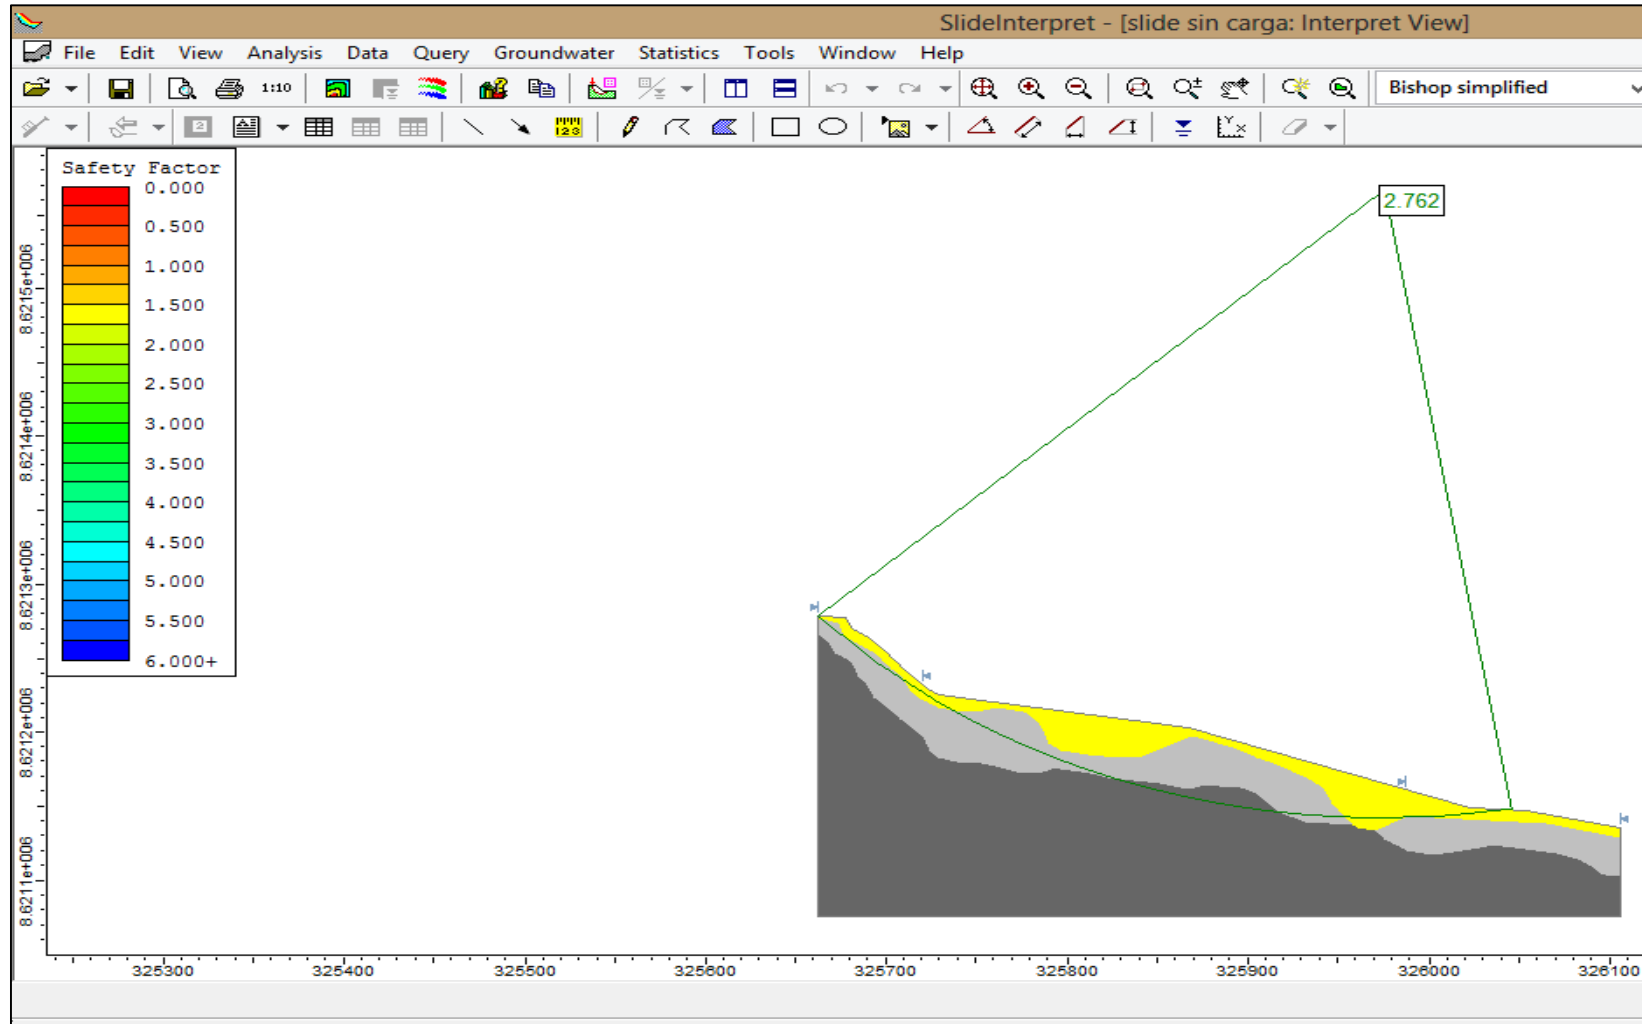 SlideInterpret - [slide sin carga: Interpret View]
File Edit View Analysis Data Query Groundwater Statistics Tools Window Help
1:10
Bishop simplified
2
123
Safety Factor
0.000
0.500
1.000
1.500
2.000
2.500
3.000
3.500
4.000
4.500
5.000
5.500
6.000+
2.762
8.6215e+006
8.6214e+006
8.6213e+006
8.6212e+006
8.6211e+006
325300 325400 325500 325600 325700 325800 325900 326000 326100